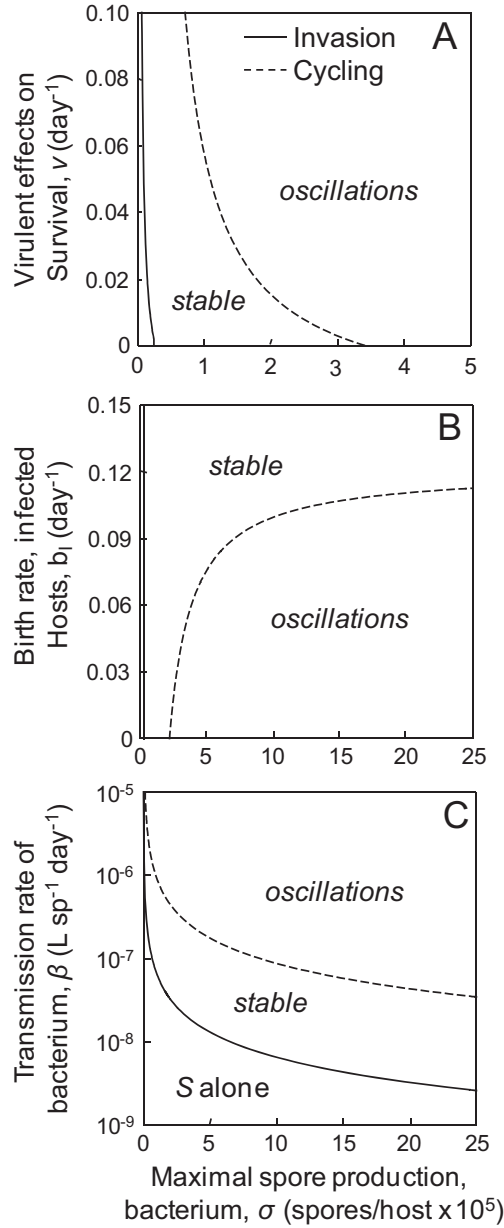 Virulent effects on
Survival, v (day-1)
0.10
0.08
0.06
0.04
0.02
0
A
Invasion
Cycling
oscillations
stable
0 1 2 3 4 5
Birth rate, infected
Hosts, bI (day-1)
0.15
0.12
0.09
0.06
0.03
0
B
stable
oscillations
0 5 10 15 20 25
Transmission rate of
bacterium, β (L sp-1 day-1)
10-5
10-6
10-7
10-8
10-9
C
oscillations
stable
S alone
0 5 10 15 20 25
Maximal spore production,
bacterium, σ (spores/host x 105)